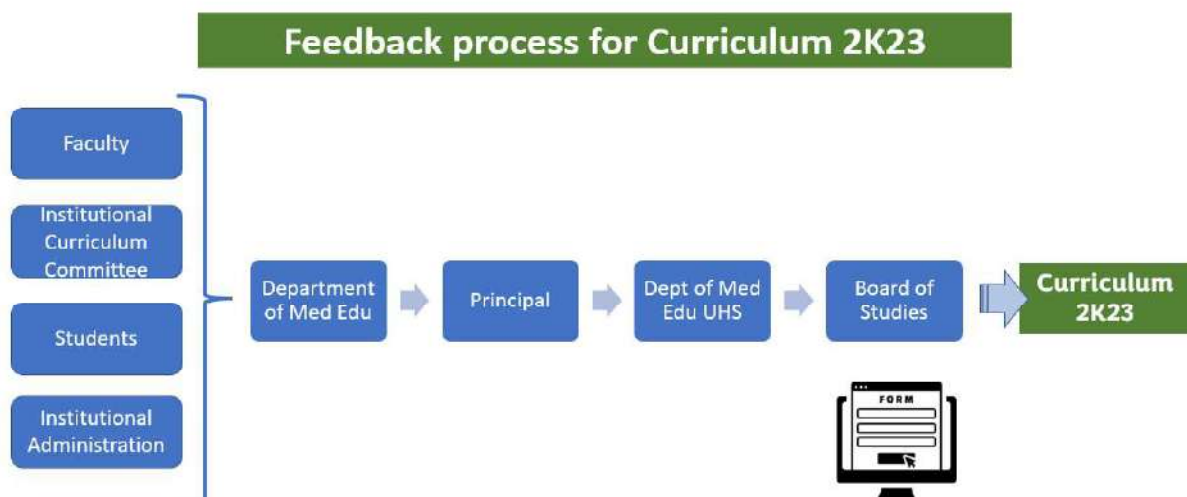 Feedback process for Curriculum 2K23
Faculty
Institutional
Curriculum
Committee
Students
Institutional
Administration
Department
of Med Edu
Principal
Dept of Med
Edu UHS
Board of
Studies
Curriculum
2K23
FORM